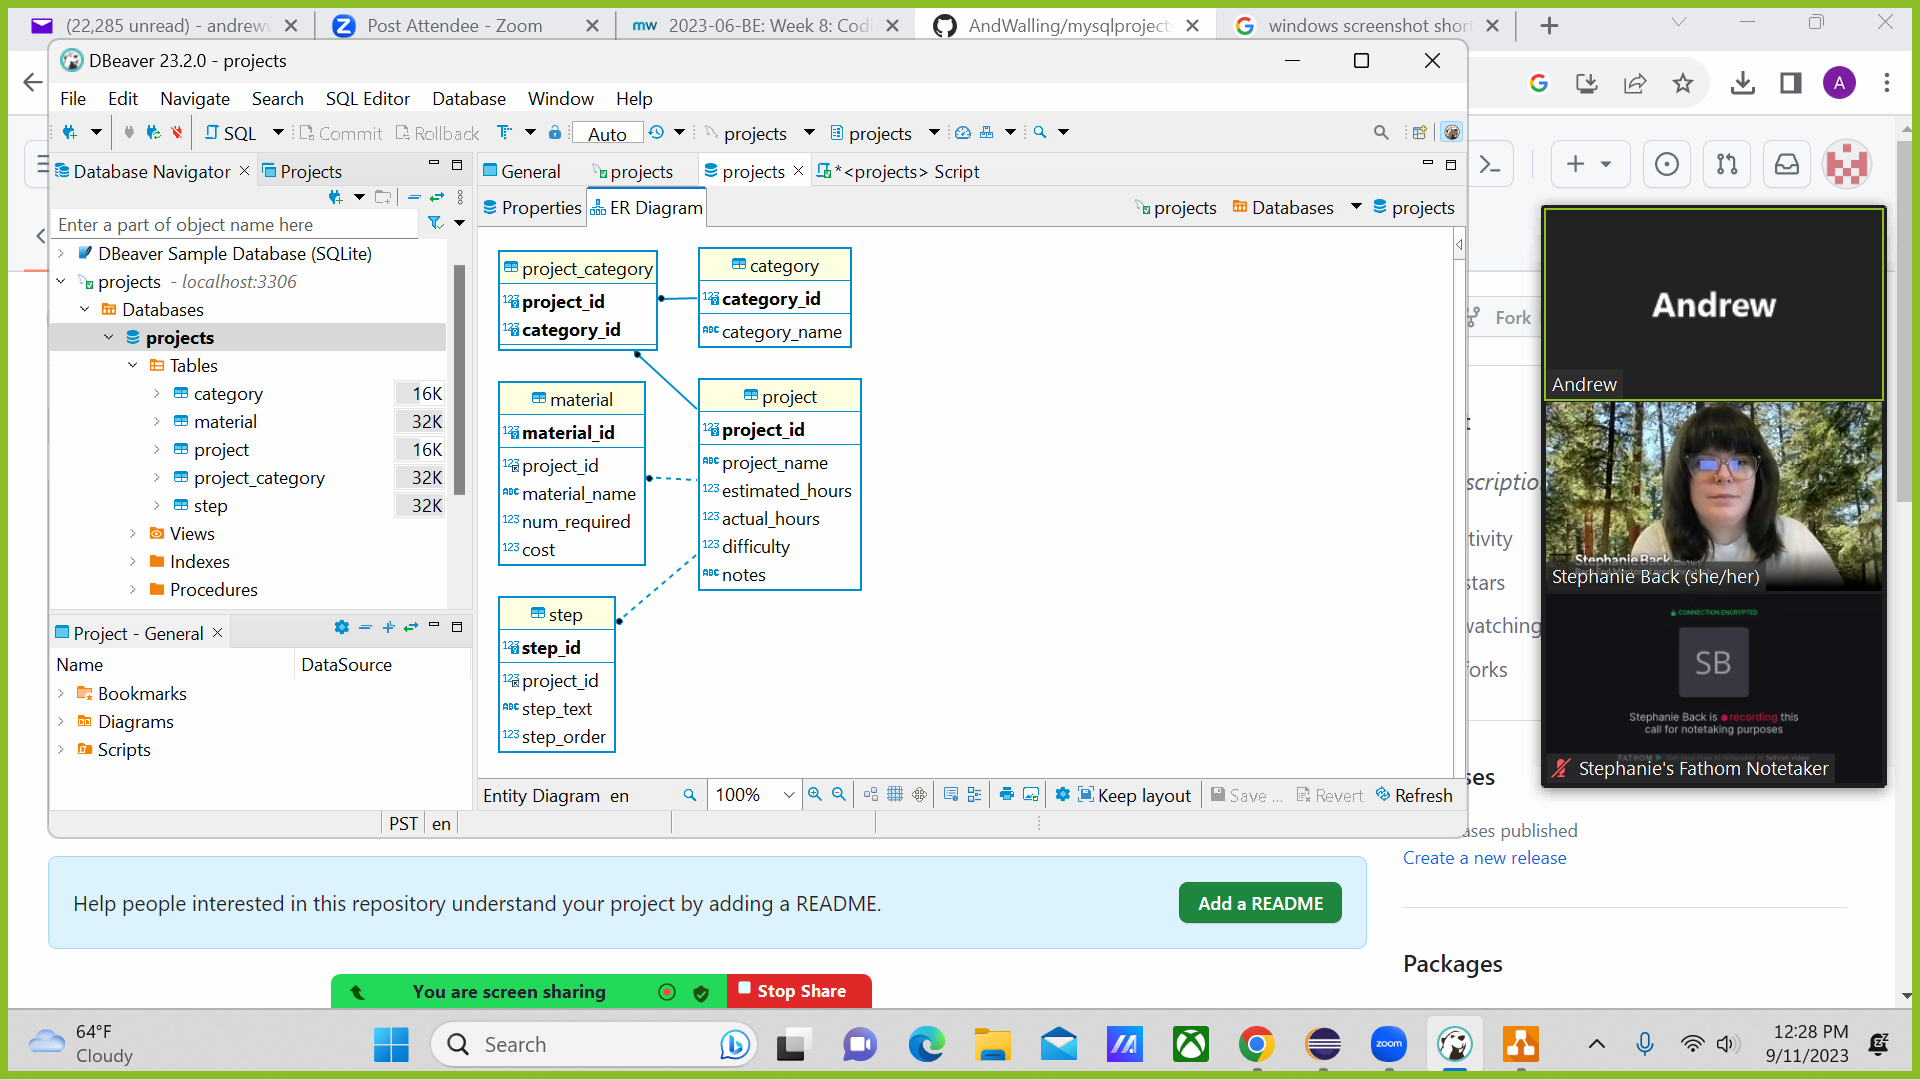 (22,285 unread) - andreww
Post Attendee - Zoom
2023-06-BE: Week 8: Codi
AndWalling/mysqlprojects
windows screenshot short
DBeaver 23.2.0 - projects
File Edit Navigate Search SQL Editor Database Window Help
SQL Commit Rollback Auto projects projects
Database Navigator Projects
General projects projects *<projects> Script
Enter a part of object name here
Properties ER Diagram projects Databases projects
DBeaver Sample Database (SQLite)
projects - localhost:3306
Databases
projects
Tables
category 16K
material 32K
project 16K
project_category 32K
step 32K
Views
Indexes
Procedures
Project - General
Name DataSource
Bookmarks
Diagrams
Scripts
project_category
project_id
category_id
category
category_id
category_name
material
material_id
project_id
material_name
num_required
cost
project
project_id
project_name
estimated_hours
actual_hours
difficulty
notes
step
step_id
project_id
step_text
step_order
Entity Diagram en 100% Keep layout Save ... Revert Refresh
PST en
A
Fork
scription
tivity
stars
watching
forks
ses
ases published
Create a new release
Packages
Andrew
Andrew
Stephanie Back
Stephanie Back (she/her)
CONNECTION ENCRYPTED
SB
Stephanie Back is recording this
call for notetaking purposes
FATHOM
Stephanie's Fathom Notetaker
Help people interested in this repository understand your project by adding a README.
Add a README
You are screen sharing
Stop Share
64°F
Cloudy
Search
zoom
12:28 PM
9/11/2023